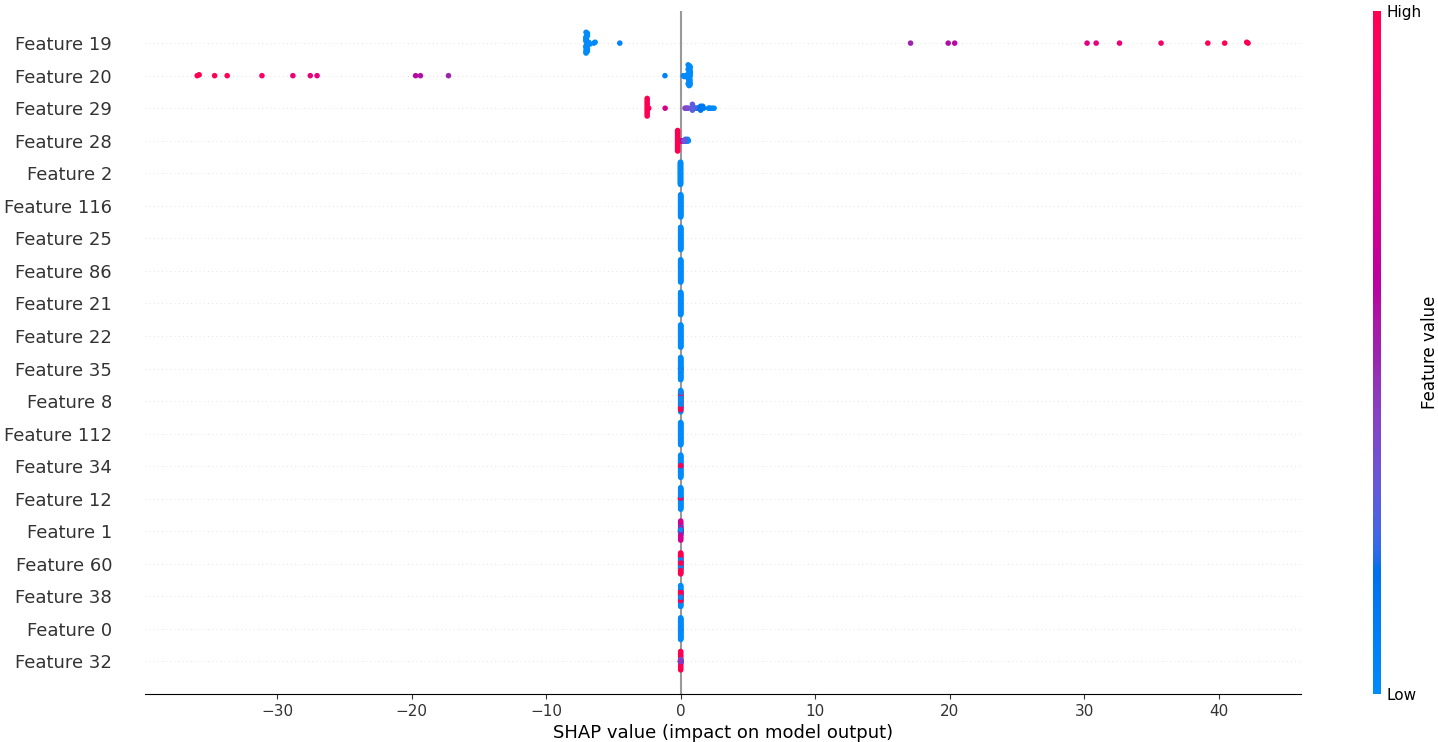 High
Feature 19
Feature 20
Feature 29
Feature 28
Feature 2
Feature 116
Feature 25
Feature 86
Feature 21
Feature 22
Feature 35
Feature 8
Feature 112
Feature 34
Feature 12
Feature 1
Feature 60
Feature 38
Feature 0
Feature 32
Feature value
Low
−30 −20 −10 0 10 20 30 40
SHAP value (impact on model output)